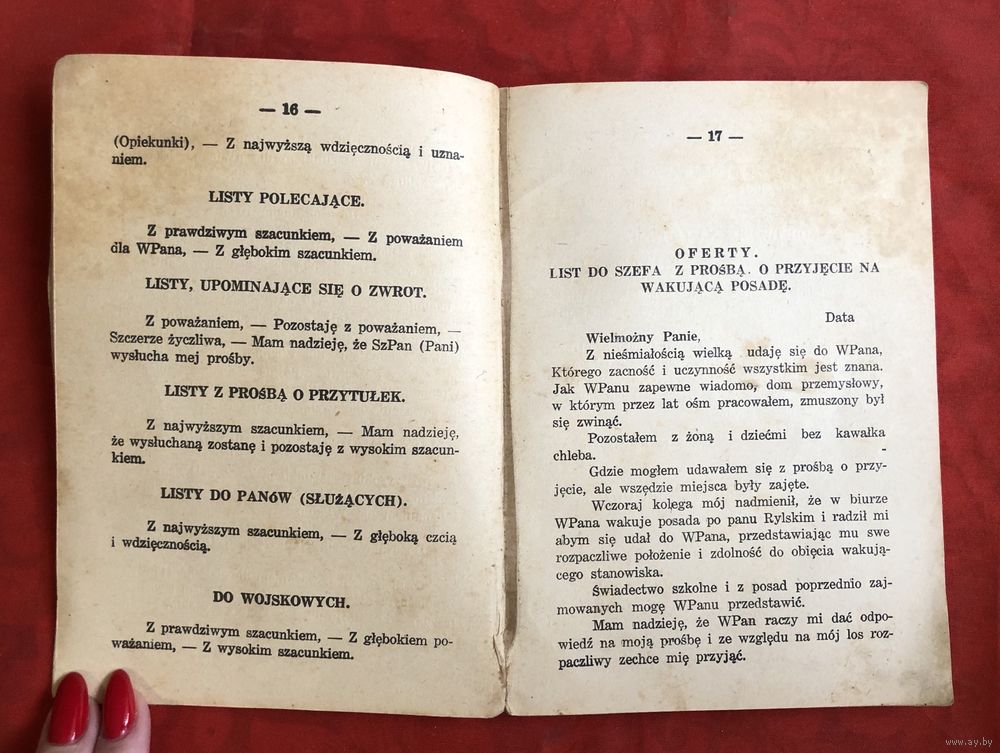 — 16 —
(Opiekunki), — Z najwyższą wdzięcznością i uzna-
niem.
LISTY POLECAJĄCE.
Z prawdziwym szacunkiem, — Z poważaniem
dla WPana, — Z głębokim szacunkiem.
LISTY, UPOMINAJĄCE SIĘ O ZWROT.
Z poważaniem, — Pozostaję z poważaniem, —
Szczerze życzliwa, — Mam nadzieję, że SzPan (Pani)
wysłucha mej prośby.
LISTY Z PROŚBĄ O PRZYTUŁEK.
Z najwyższym szacunkiem, — Mam nadzieję,
że wysłuchaną zostanę i pozostaję z wysokim szacun-
kiem.
LISTY DO PANÓW (SŁUŻĄCYCH).
Z najwyższym szacunkiem, — Z głęboką czcią
i wdzięcznością.
DO WOJSKOWYCH.
Z prawdziwym szacunkiem, — Z głębokiem po-
ważaniem, — Z wysokim szacunkiem.
— 17 —
OFERTY.
LIST DO SZEFA Z PROŚBĄ O PRZYJĘCIE NA
WAKUJĄCĄ POSADĘ.
Data
Wielmożny Panie,
Z nieśmiałością wielką udaję się do WPana,
Którego zacność i uczynność wszystkim jest znana.
Jak WPanu zapewne wiadomo, dom przemysłowy,
w którym przez lat ośm pracowałem, zmuszony był
się zwinąć.
Pozostałem z żoną i dziećmi bez kawałka
chleba.
Gdzie mogłem udawałem się z prośbą o przy-
jęcie, ale wszędzie miejsca były zajęte.
Wczoraj kolega mój nadmienił, że w biurze
WPana wakuje posada po panu Rylskim i radził mi
abym się udał do WPana, przedstawiając mu swe
rozpaczliwe położenie i zdolność do obięcia wakują-
cego stanowiska.
Świadectwo szkolne i z posad poprzednio zaj-
mowanych mogę WPanu przedstawić.
Mam nadzieję, że WPan raczy mi dać odpo-
wiedź na moją prośbę i ze względu na mój los roz-
paczliwy zechce mię przyjąć.
www.ay.by